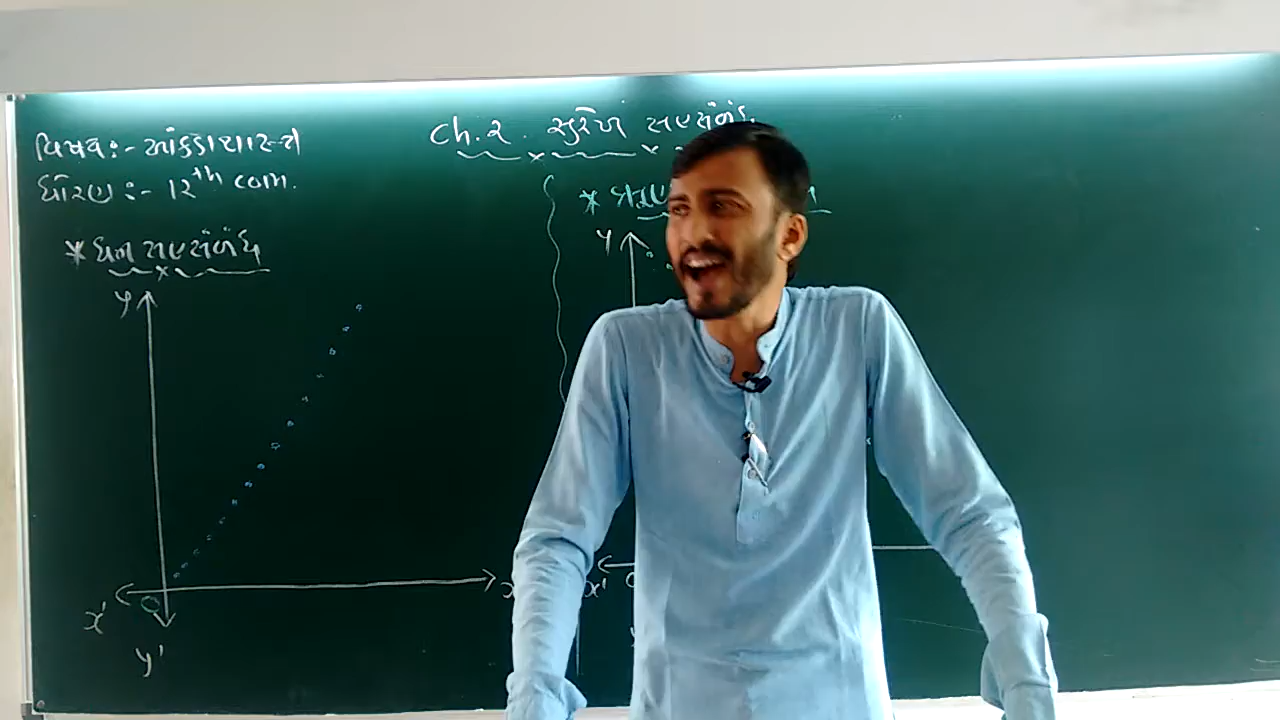 વિષય :- આંકડાશાસ્ત્ર
ધોરણ :- 12th com.
Ch. 2. સુરેખ સહસંબંધ
* ધન સહસંબંધ
y
x'
O
y'
*
y
x'